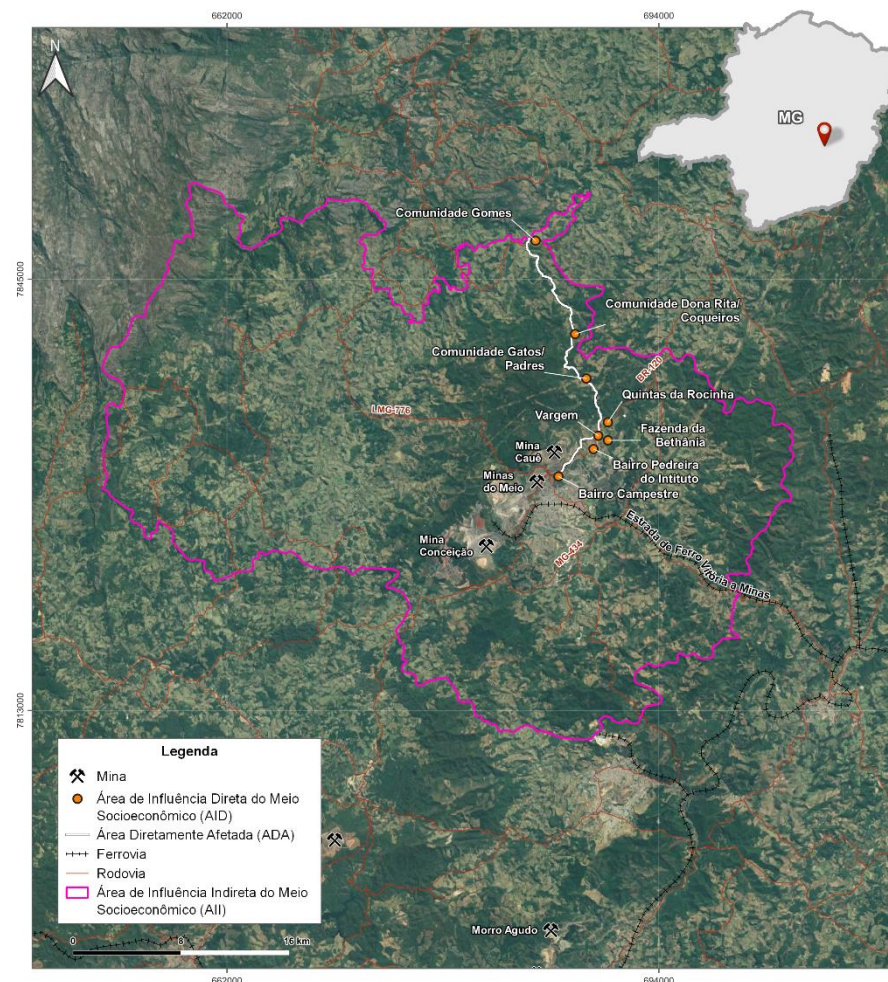 662000
694000
N
MG
Comunidade Gomes
7845000
Comunidade Dona Rita/
Coqueiros
Comunidade Gatos/
Padres
BR-120
Quintas da Rocinha
LMG-776
Vargem
Fazenda da
Bethânia
Mina
Cauê
Bairro Pedreira
do Intituto
Minas
do Meio
Bairro Campestre
Estrada de Fetro Vitória a Minas
Mina
Conceição
MG-434
7813000
Legenda
Mina
Área de Influência Direta do Meio
Socioeconômico (AID)
Área Diretamente Afetada (ADA)
Ferrovia
Rodovia
Área de Influência Indireta do Meio
Socioeconômico (AII)
0 8 16 km
Morro Agudo
662000
694000